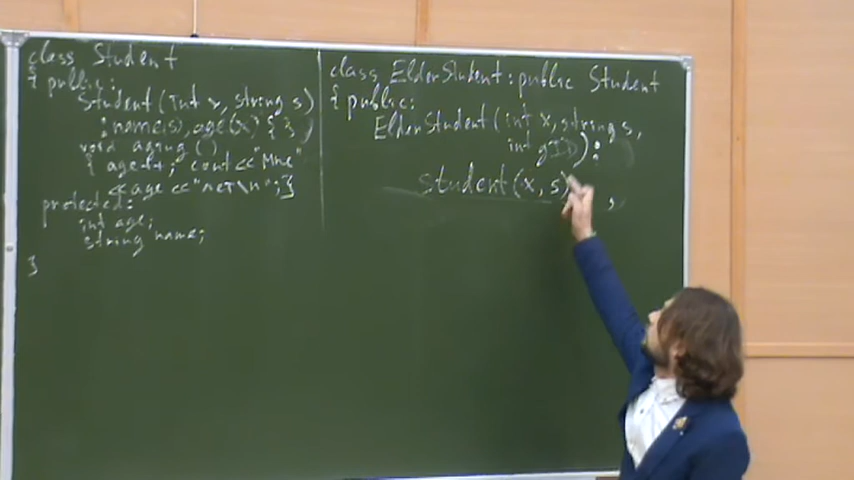 class Student
{ public:
Student (int x, string s)
: name(s), age(x) { }
void aging ()
{ age++; cout << "Мне"
<< age << "лет\n"; }
protected:
int age;
string name;
}
class ElderStudent : public Student
{ public:
ElderStudent (int x, string s,
int gID) :
student (x, s) ,